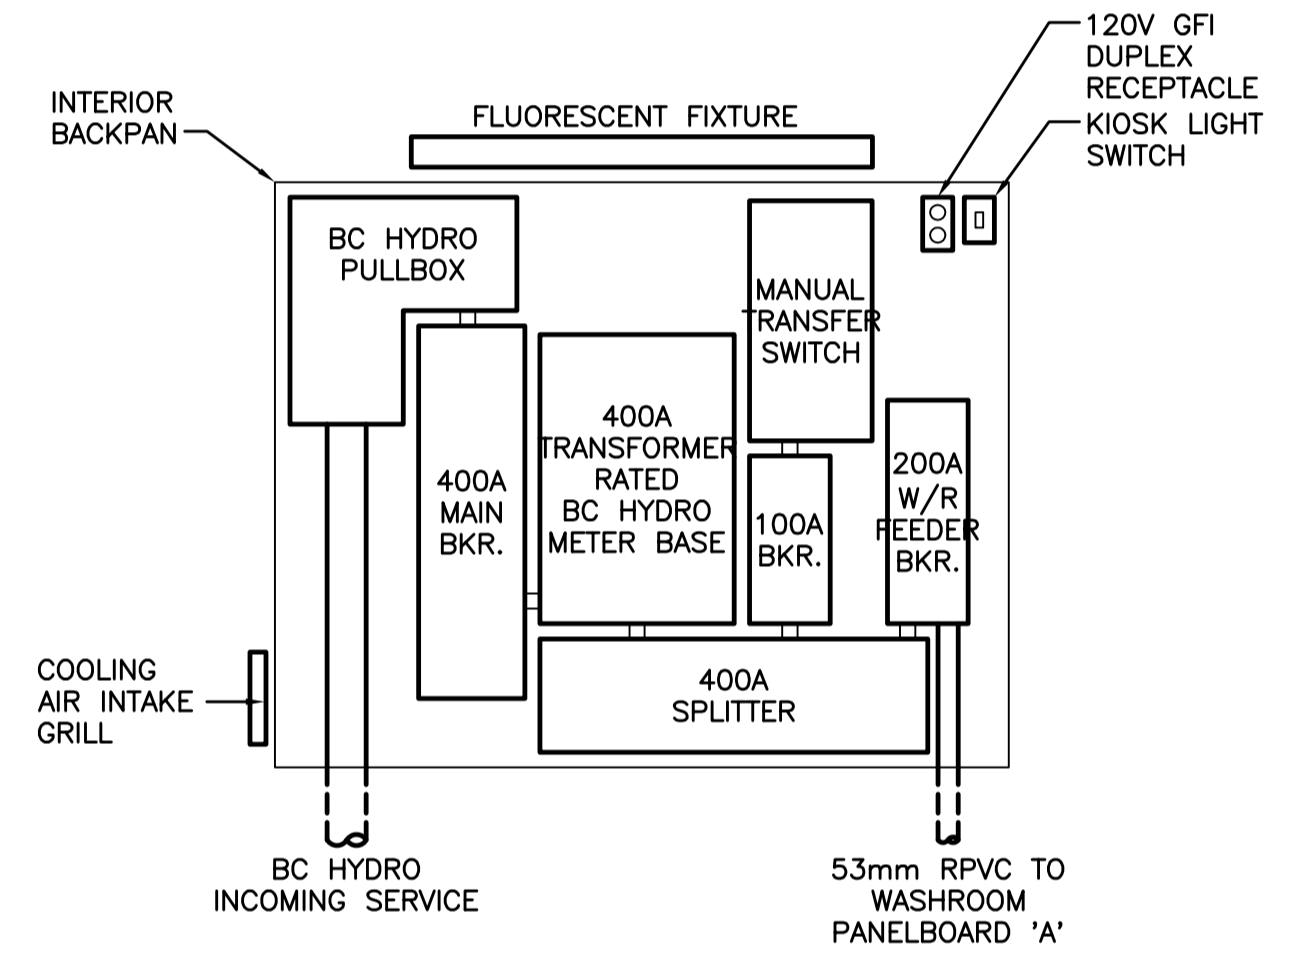 120V GFI
DUPLEX
RECEPTACLE
KIOSK LIGHT
SWITCH
INTERIOR
BACKPAN
FLUORESCENT FIXTURE
BC HYDRO
PULLBOX
MANUAL
TRANSFER
SWITCH
400A
TRANSFORMER
RATED
BC HYDRO
METER BASE
400A
MAIN
BKR.
100A
BKR.
200A
W/R
FEEDER
BKR.
400A
SPLITTER
COOLING
AIR INTAKE
GRILL
BC HYDRO
INCOMING SERVICE
53mm RPVC TO
WASHROOM
PANELBOARD 'A'